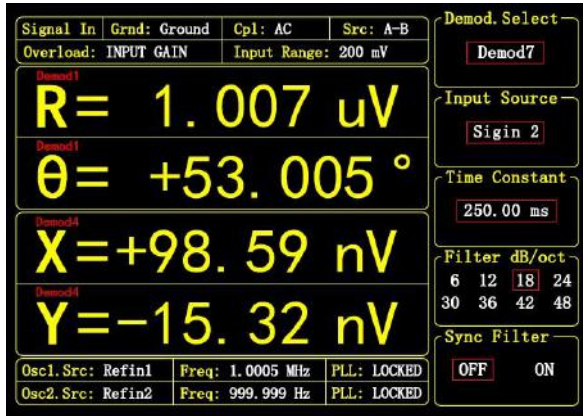 Signal In Grnd: Ground Cpl: AC Src: A-B
Overload: INPUT GAIN Input Range: 200 mV
Demod1
R= 1.007 uV
Demod1
θ= +53.005 °
Demod4
X=+98.59 nV
Demod4
Y=-15.32 nV
Osc1.Src: Refin1 Freq: 1.0005 MHz PLL: LOCKED
Osc2.Src: Refin2 Freq: 999.999 Hz PLL: LOCKED
Demod.Select
Demod7
Input Source
Sigin 2
Time Constant
250.00 ms
Filter dB/oct
6 12 18 24
30 36 42 48
Sync Filter
OFF ON